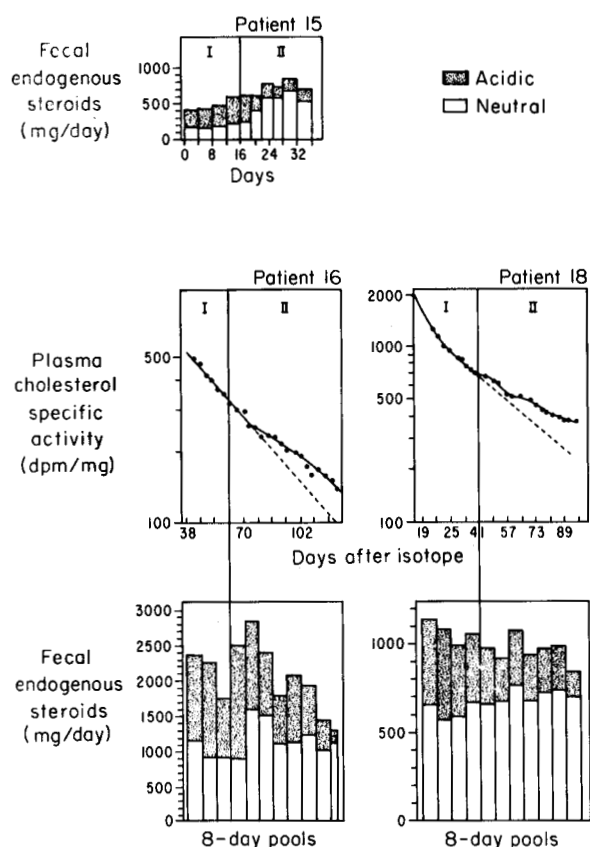 Patient 15
Fecal
endogenous
steroids
(mg/day)
I
II
1000
500
0
0 8 16 24 32
Days
Acidic
Neutral
Patient 16
Patient 18
Plasma
cholesterol
specific
activity
(dpm/mg)
I
II
500
100
38 70 102
I
II
2000
1000
500
100
19 25 41 57 73 89
Days after isotope
Fecal
endogenous
steroids
(mg/day)
3000
2500
2000
1500
1000
500
0
8-day pools
1000
500
0
8-day pools